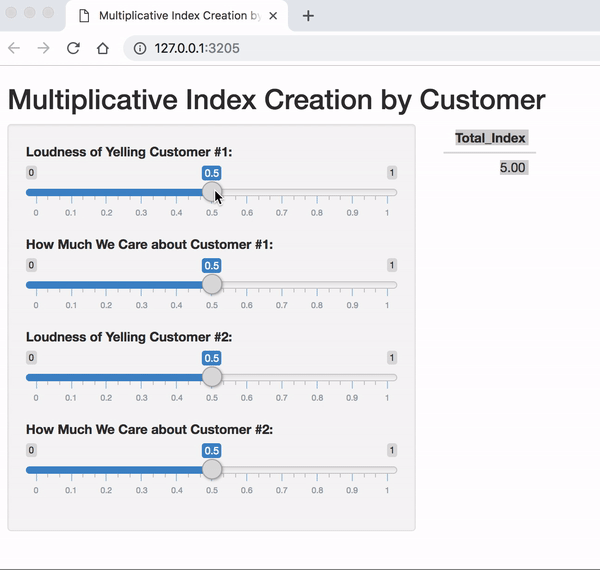 Multiplicative Index Creation by
127.0.0.1:3205
Multiplicative Index Creation by Customer
Loudness of Yelling Customer #1:
0 0.5 1
0 0.1 0.2 0.3 0.4 0.5 0.6 0.7 0.8 0.9 1
How Much We Care about Customer #1:
0 0.5 1
0 0.1 0.2 0.3 0.4 0.5 0.6 0.7 0.8 0.9 1
Loudness of Yelling Customer #2:
0 0.5 1
0 0.1 0.2 0.3 0.4 0.5 0.6 0.7 0.8 0.9 1
How Much We Care about Customer #2:
0 0.5 1
0 0.1 0.2 0.3 0.4 0.5 0.6 0.7 0.8 0.9 1
Total_Index
5.00